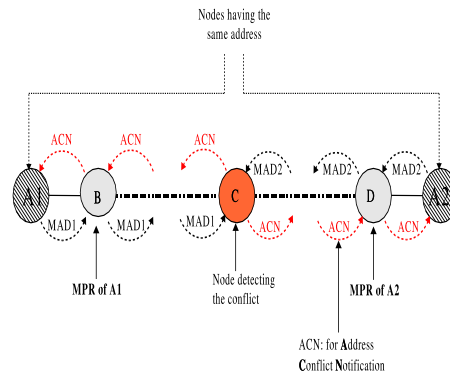 Nodes having the
same address
ACN
ACN
ACN
MAD2
MAD2
MAD2
A1
B
C
D
A2
MAD1
MAD1
MAD1
ACN
ACN
ACN
MPR of A1
Node detecting
the conflict
MPR of A2
ACN: for Address
Conflict Notification